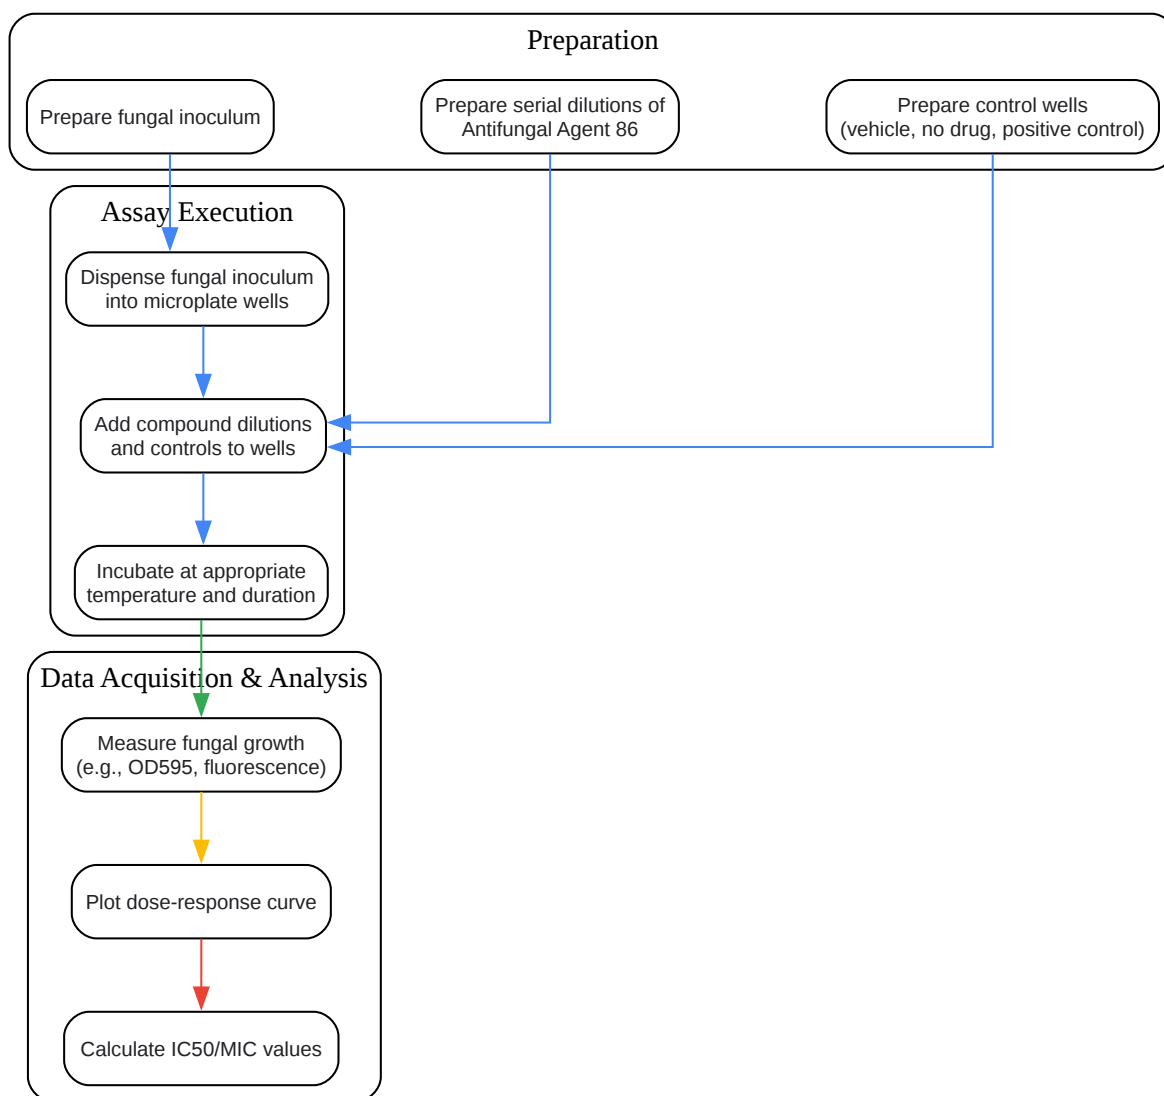 Preparation
Prepare fungal inoculum
Prepare serial dilutions of
Antifungal Agent 86
Prepare control wells
(vehicle, no drug, positive control)
Assay Execution
Dispense fungal inoculum
into microplate wells
Add compound dilutions
and controls to wells
Incubate at appropriate
temperature and duration
Data Acquisition & Analysis
Measure fungal growth
(e.g., OD595, fluorescence)
Plot dose-response curve
Calculate IC50/MIC values